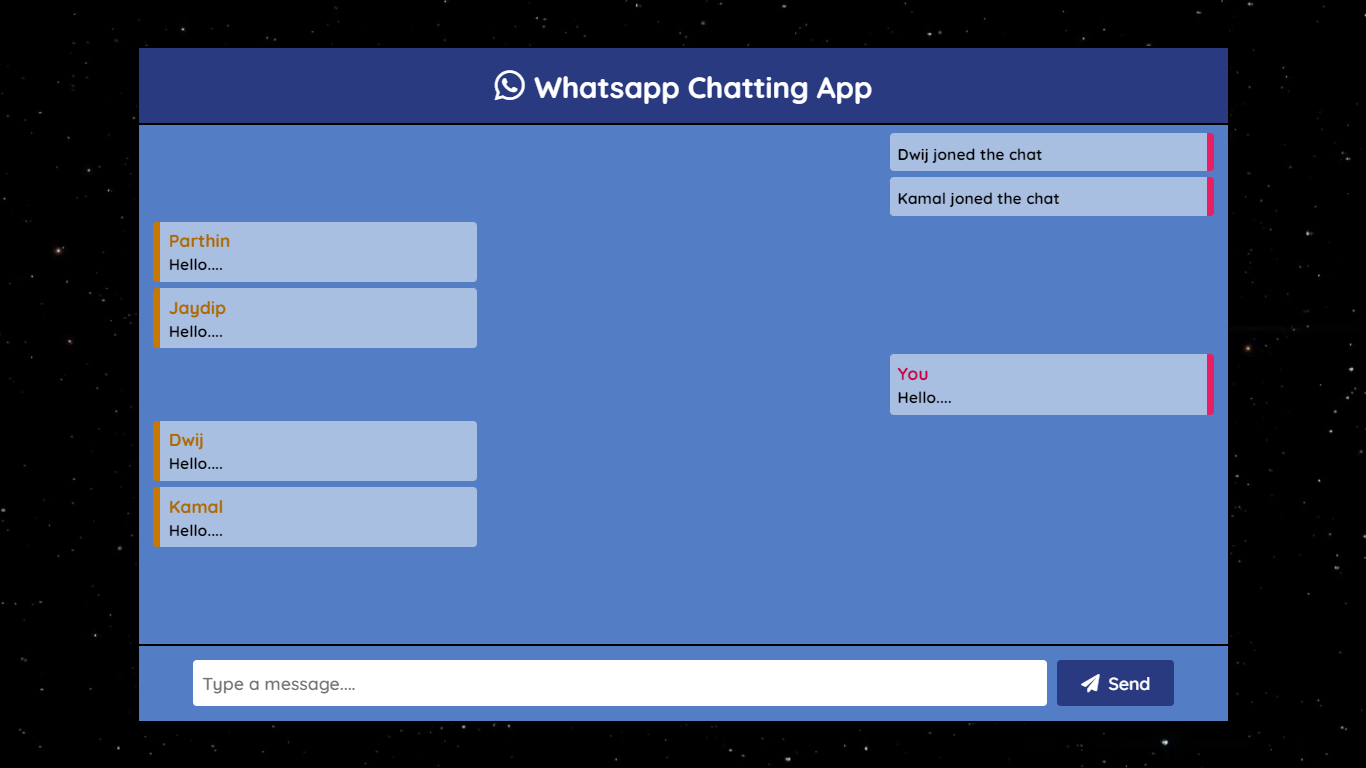 Whatsapp Chatting App
Dwij joned the chat
Kamal joned the chat
Parthin
Hello....
Jaydip
Hello....
You
Hello....
Dwij
Hello....
Kamal
Hello....
Type a message....
Send